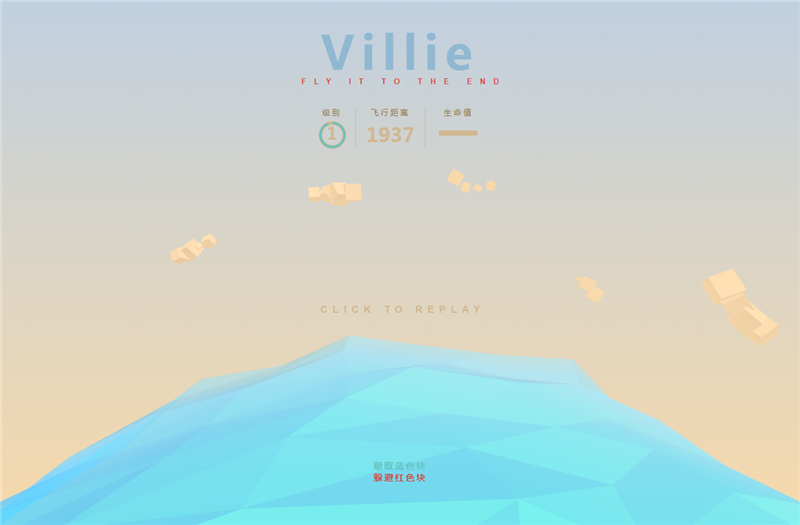 Villie
FLY IT TO THE END
级别 飞行距离 生命值
1 1937
CLICK TO REPLAY
吸取蓝色块
躲避红色块